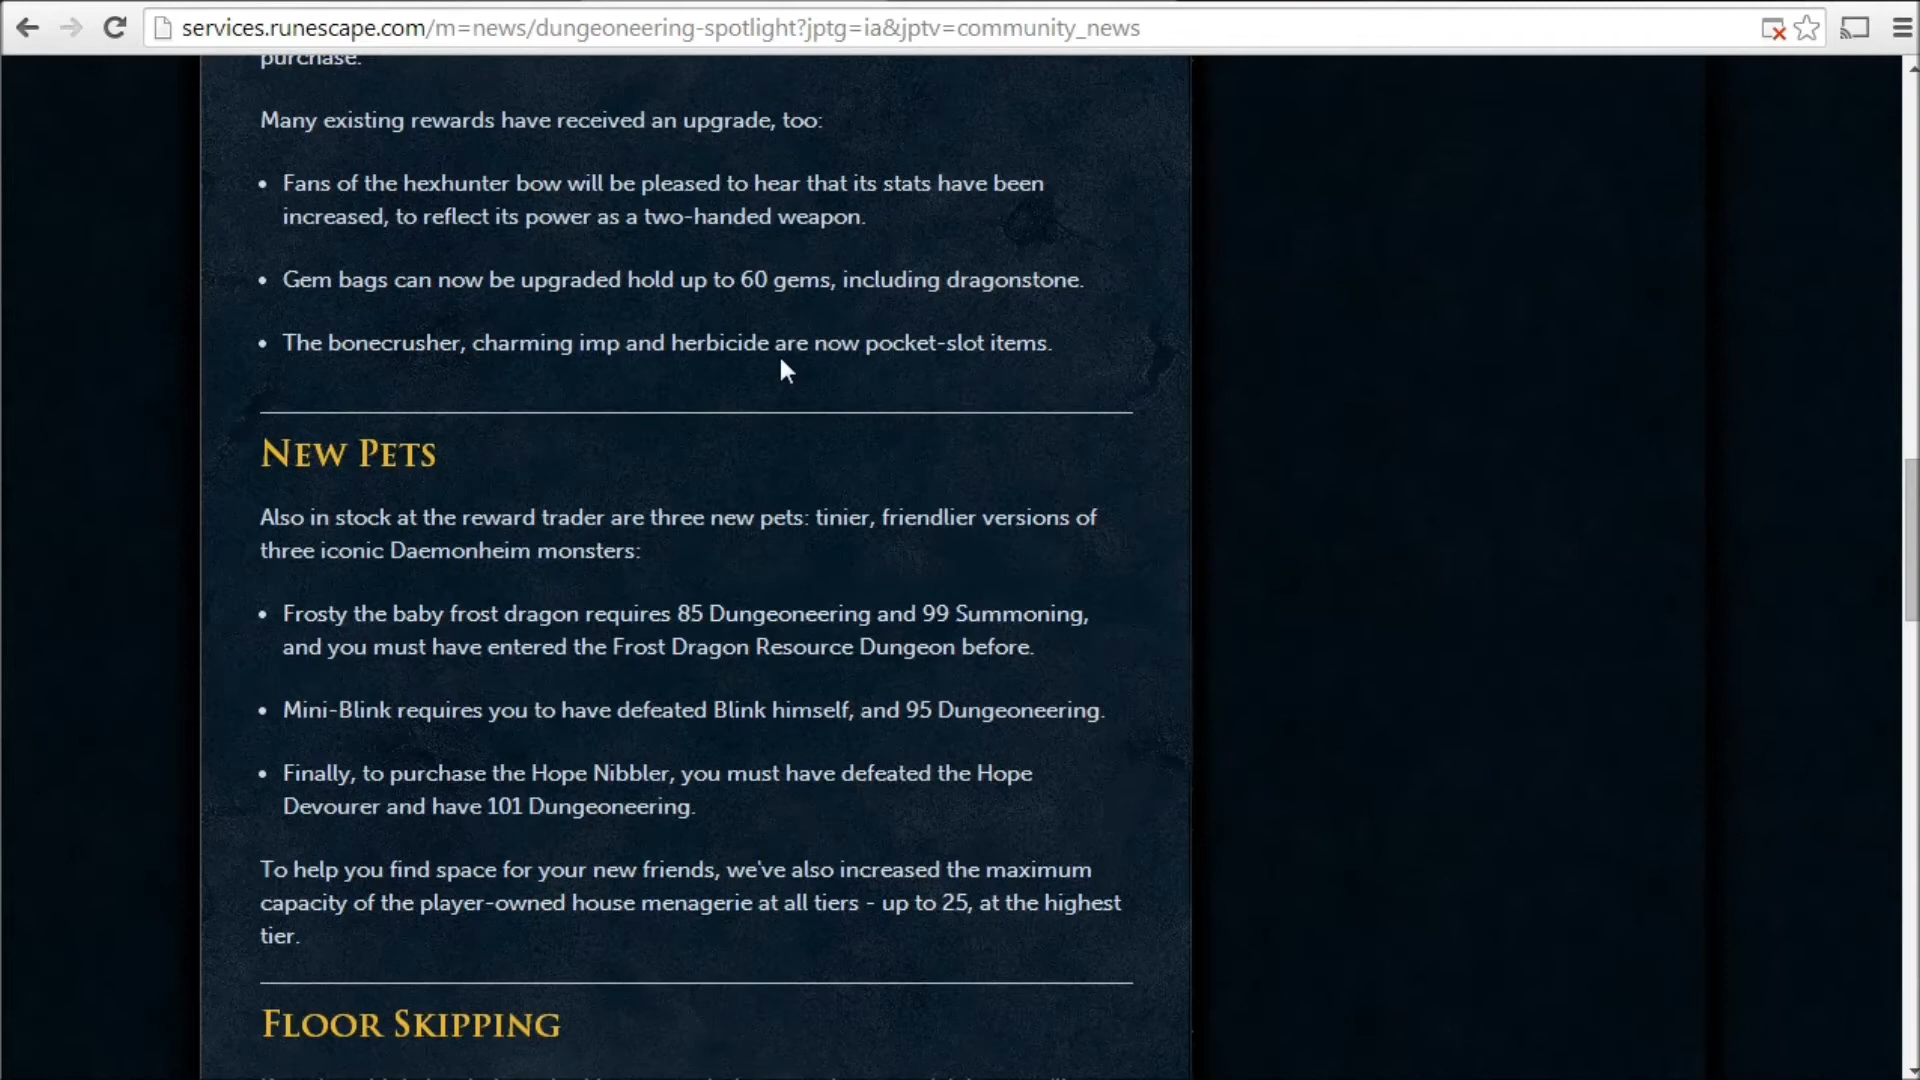 services.runescape.com/m=news/dungeoneering-spotlight?jptg=ia&jptv=community_news
purchase.
Many existing rewards have received an upgrade, too:
• Fans of the hexhunter bow will be pleased to hear that its stats have been
increased, to reflect its power as a two-handed weapon.
• Gem bags can now be upgraded hold up to 60 gems, including dragonstone.
• The bonecrusher, charming imp and herbicide are now pocket-slot items.
New Pets
Also in stock at the reward trader are three new pets: tinier, friendlier versions of
three iconic Daemonheim monsters:
• Frosty the baby frost dragon requires 85 Dungeoneering and 99 Summoning,
and you must have entered the Frost Dragon Resource Dungeon before.
• Mini-Blink requires you to have defeated Blink himself, and 95 Dungeoneering.
• Finally, to purchase the Hope Nibbler, you must have defeated the Hope
Devourer and have 101 Dungeoneering.
To help you find space for your new friends, we've also increased the maximum
capacity of the player-owned house menagerie at all tiers - up to 25, at the highest
tier.
Floor Skipping